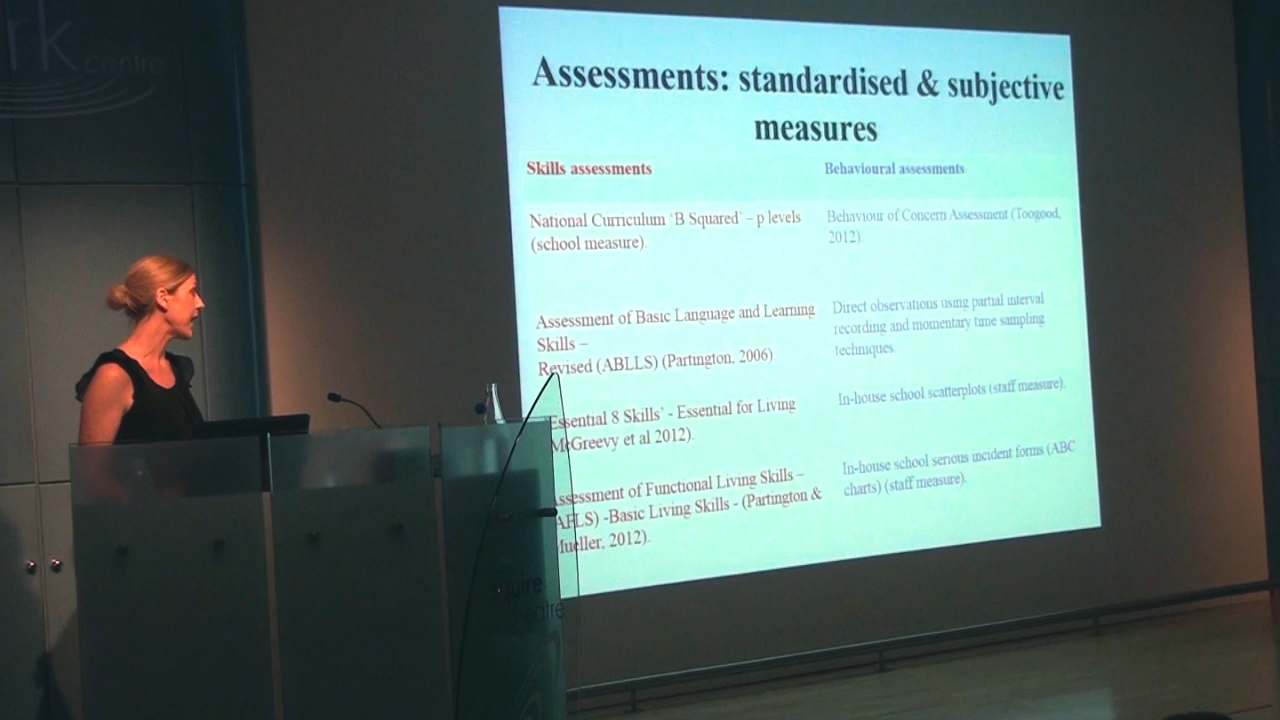 rk
centre
Assessments: standardised & subjective
measures
Skills assessments
National Curriculum ‘B Squared’ – p levels
(school measure).
Assessment of Basic Language and Learning
Skills –
Revised (ABLLS) (Partington, 2006).
Essential 8 Skills’ - Essential for Living
McGreevy et al 2012).
Assessment of Functional Living Skills –
AFLS) -Basic Living Skills - (Partington &
Mueller, 2012).
Behavioural assessments
Behaviour of Concern Assessment (Toogood,
2012).
Direct observations using partial interval
recording and momentary time sampling
techniques.
In-house school scatterplots (staff measure).
In-house school serious incident forms (ABC
charts) (staff measure).